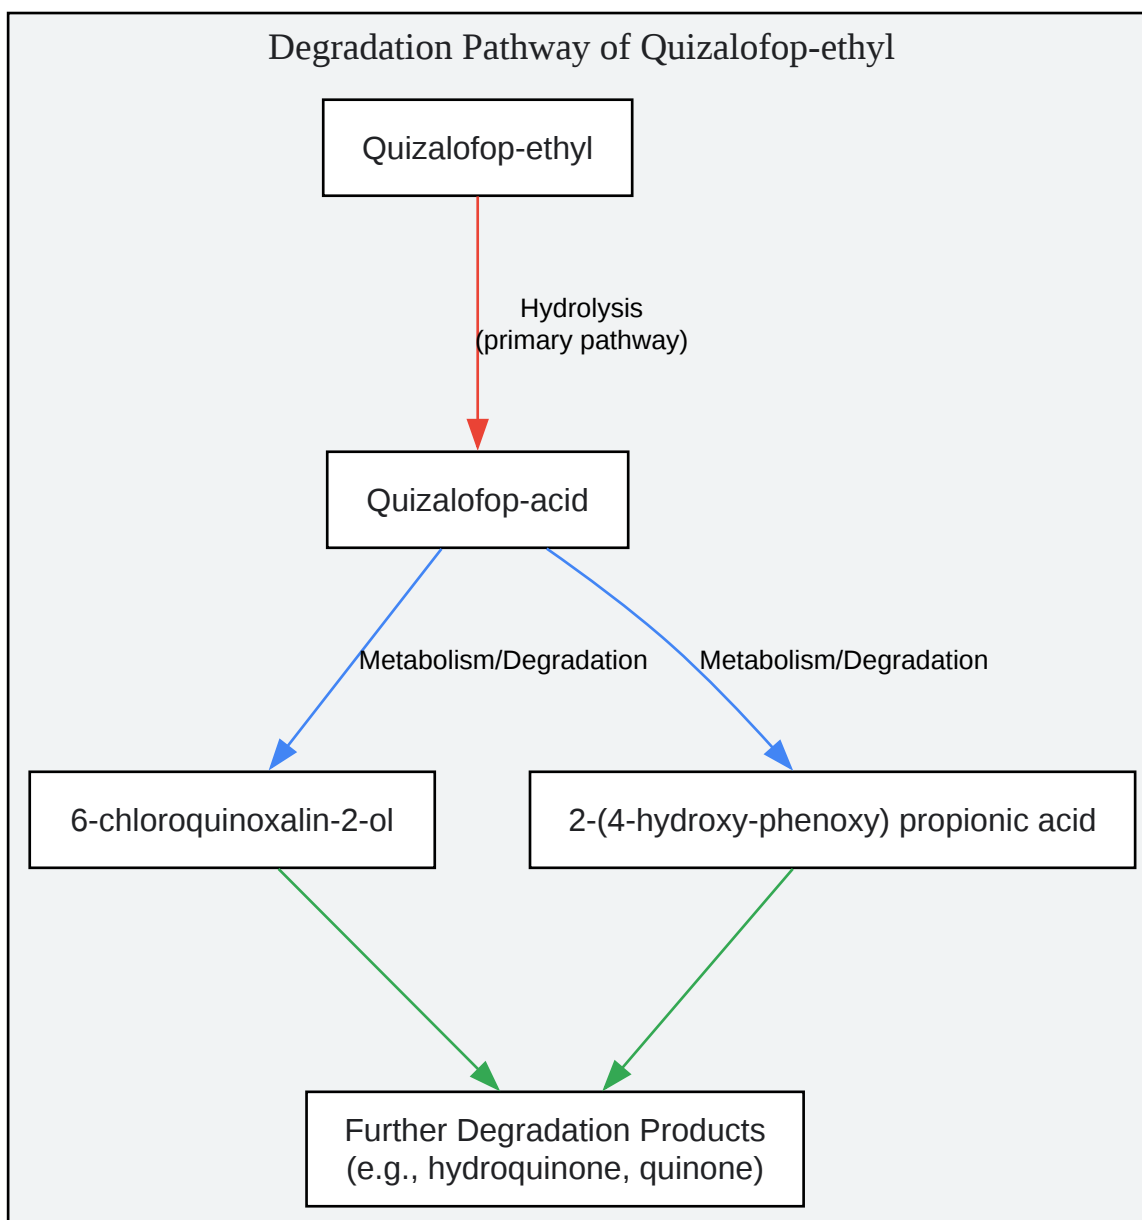 Degradation Pathway of Quizalofop-ethyl
Quizalofop-ethyl
Hydrolysis
(primary pathway)
Quizalofop-acid
Metabolism/Degradation
Metabolism/Degradation
6-chloroquinoxalin-2-ol
2-(4-hydroxy-phenoxy) propionic acid
Further Degradation Products
(e.g., hydroquinone, quinone)